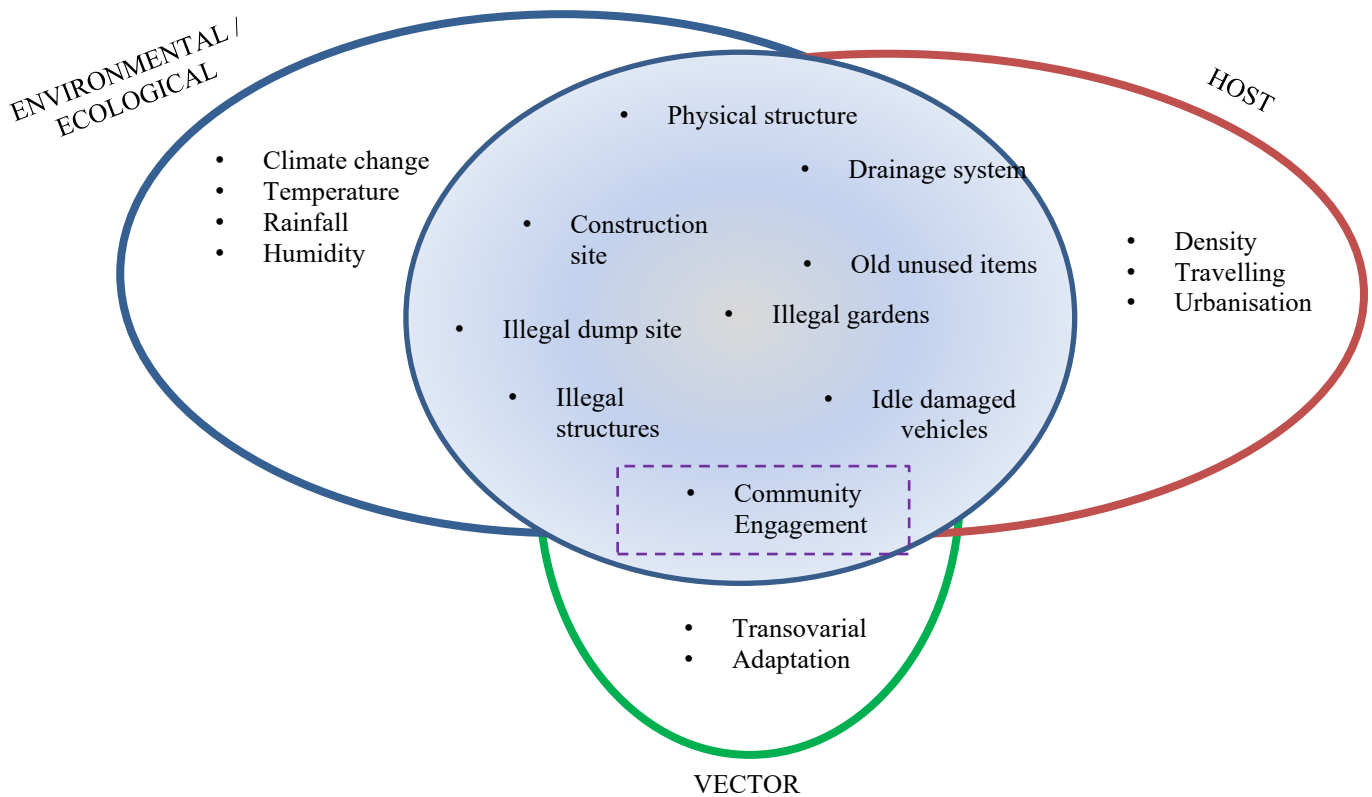 ENVIRONMENTAL /
ECOLOGICAL
HOST
• Climate change
• Temperature
• Rainfall
• Humidity
• Physical structure
• Drainage system
• Construction
site
• Old unused items
• Illegal gardens
• Illegal dump site
• Illegal
structures
• Idle damaged
vehicles
• Community
Engagement
• Density
• Travelling
• Urbanisation
• Transovarial
• Adaptation
VECTOR